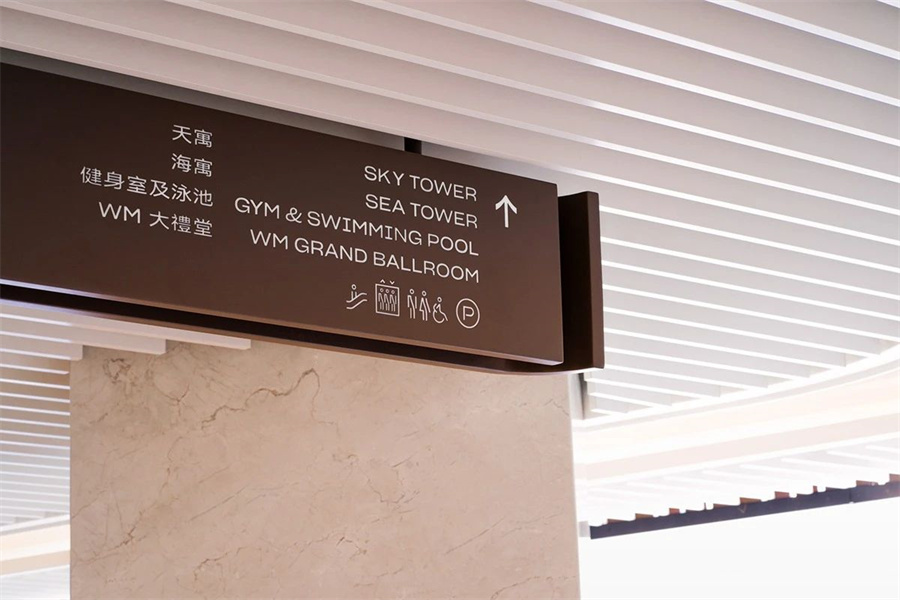 天寓
海寓
健身室及泳池
WM 大禮堂
SKY TOWER
SEA TOWER
GYM & SWIMMING POOL
WM GRAND BALLROOM
P